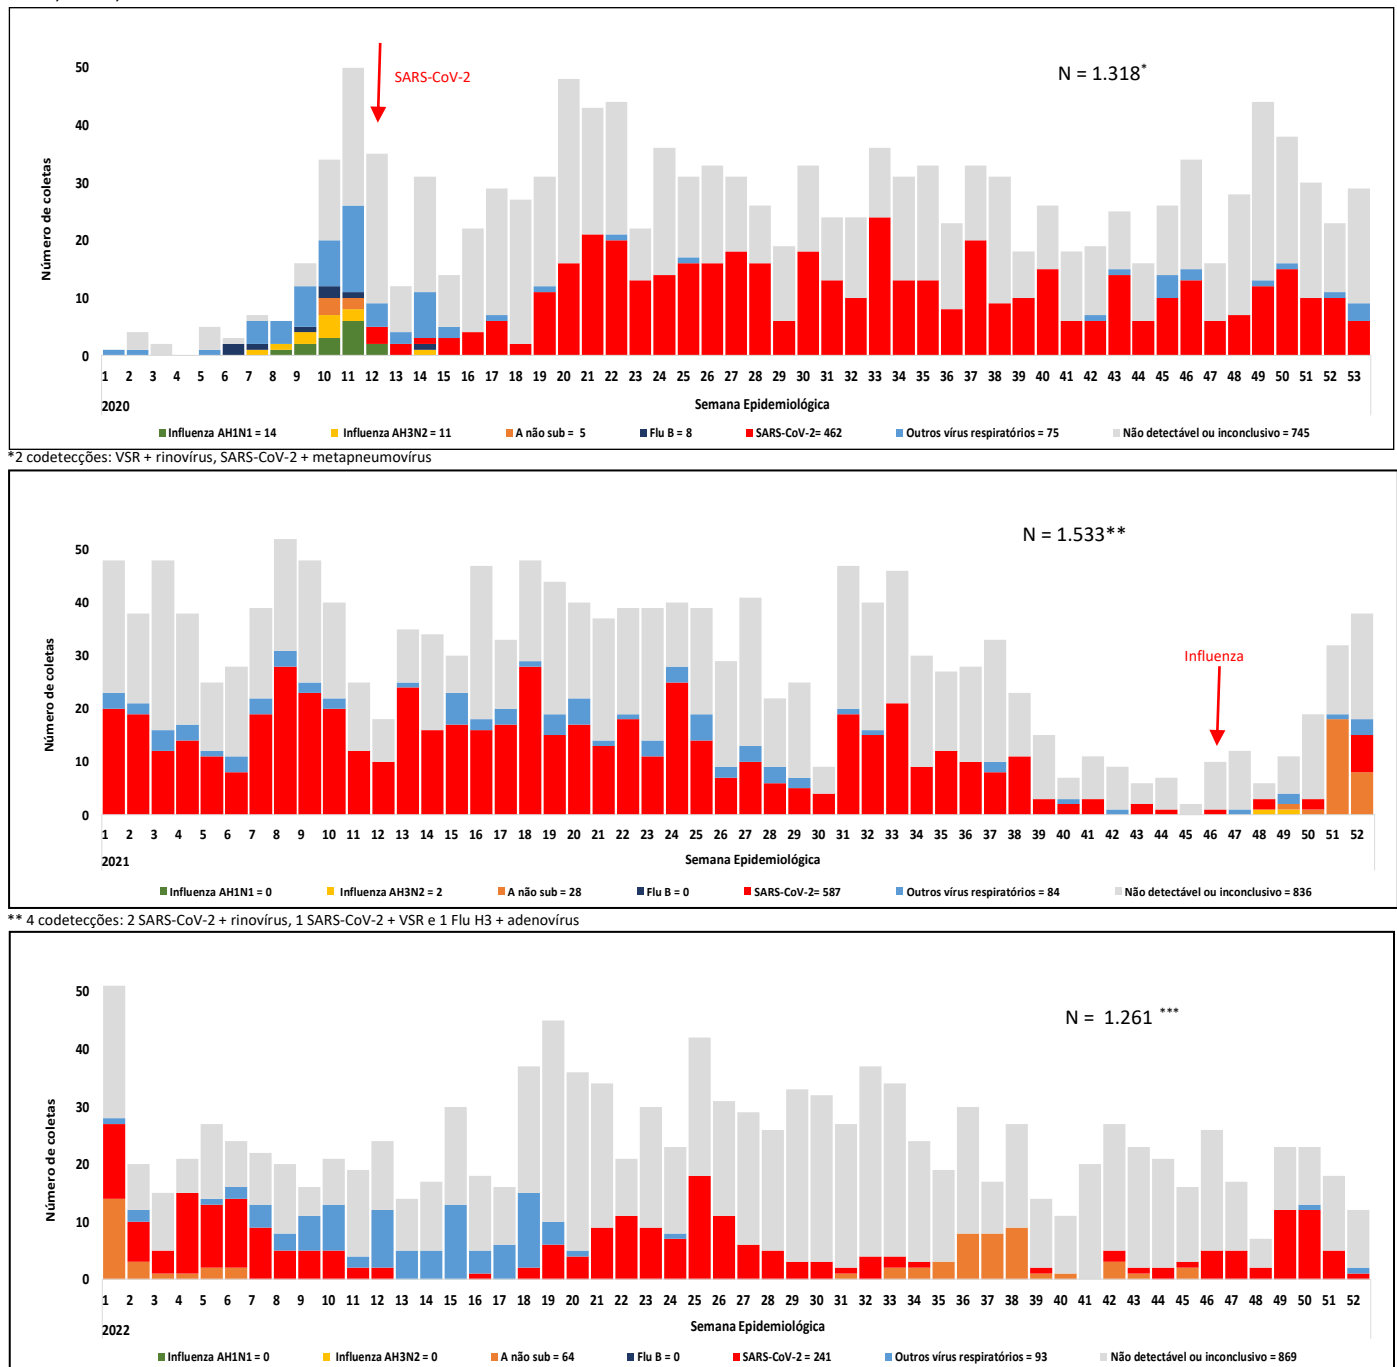 SARS-CoV-2
N = 1.318*
Número de coletas
50
40
30
20
10
0
1 2 3 4 5 6 7 8 9 10 11 12 13 14 15 16 17 18 19 20 21 22 23 24 25 26 27 28 29 30 31 32 33 34 35 36 37 38 39 40 41 42 43 44 45 46 47 48 49 50 51 52 53
2020
Semana Epidemiológica
Influenza AH1N1 = 14 Influenza AH3N2 = 11 A não sub = 5 Flu B = 8 SARS-CoV-2= 462 Outros vírus respiratórios = 75 Não detectável ou inconclusivo = 745
*2 codetecções: VSR + rinovírus, SARS-CoV-2 + metapneumovírus
N = 1.533**
Influenza
Número de coletas
50
40
30
20
10
0
1 2 3 4 5 6 7 8 9 10 11 12 13 14 15 16 17 18 19 20 21 22 23 24 25 26 27 28 29 30 31 32 33 34 35 36 37 38 39 40 41 42 43 44 45 46 47 48 49 50 51 52
2021
Semana Epidemiológica
Influenza AH1N1 = 0 Influenza AH3N2 = 2 A não sub = 28 Flu B = 0 SARS-CoV-2= 587 Outros vírus respiratórios = 84 Não detectável ou inconclusivo = 836
** 4 codetecções: 2 SARS-CoV-2 + rinovírus, 1 SARS-CoV-2 + VSR e 1 Flu H3 + adenovírus
N = 1.261 ***
Número de coletas
50
40
30
20
10
0
1 2 3 4 5 6 7 8 9 10 11 12 13 14 15 16 17 18 19 20 21 22 23 24 25 26 27 28 29 30 31 32 33 34 35 36 37 38 39 40 41 42 43 44 45 46 47 48 49 50 51 52
2022
Semana Epidemiológica
Influenza AH1N1 = 0 Influenza AH3N2 = 0 A não sub = 64 Flu B = 0 SARS-CoV-2 = 241 Outros vírus respiratórios = 93 Não detectável ou inconclusivo = 869